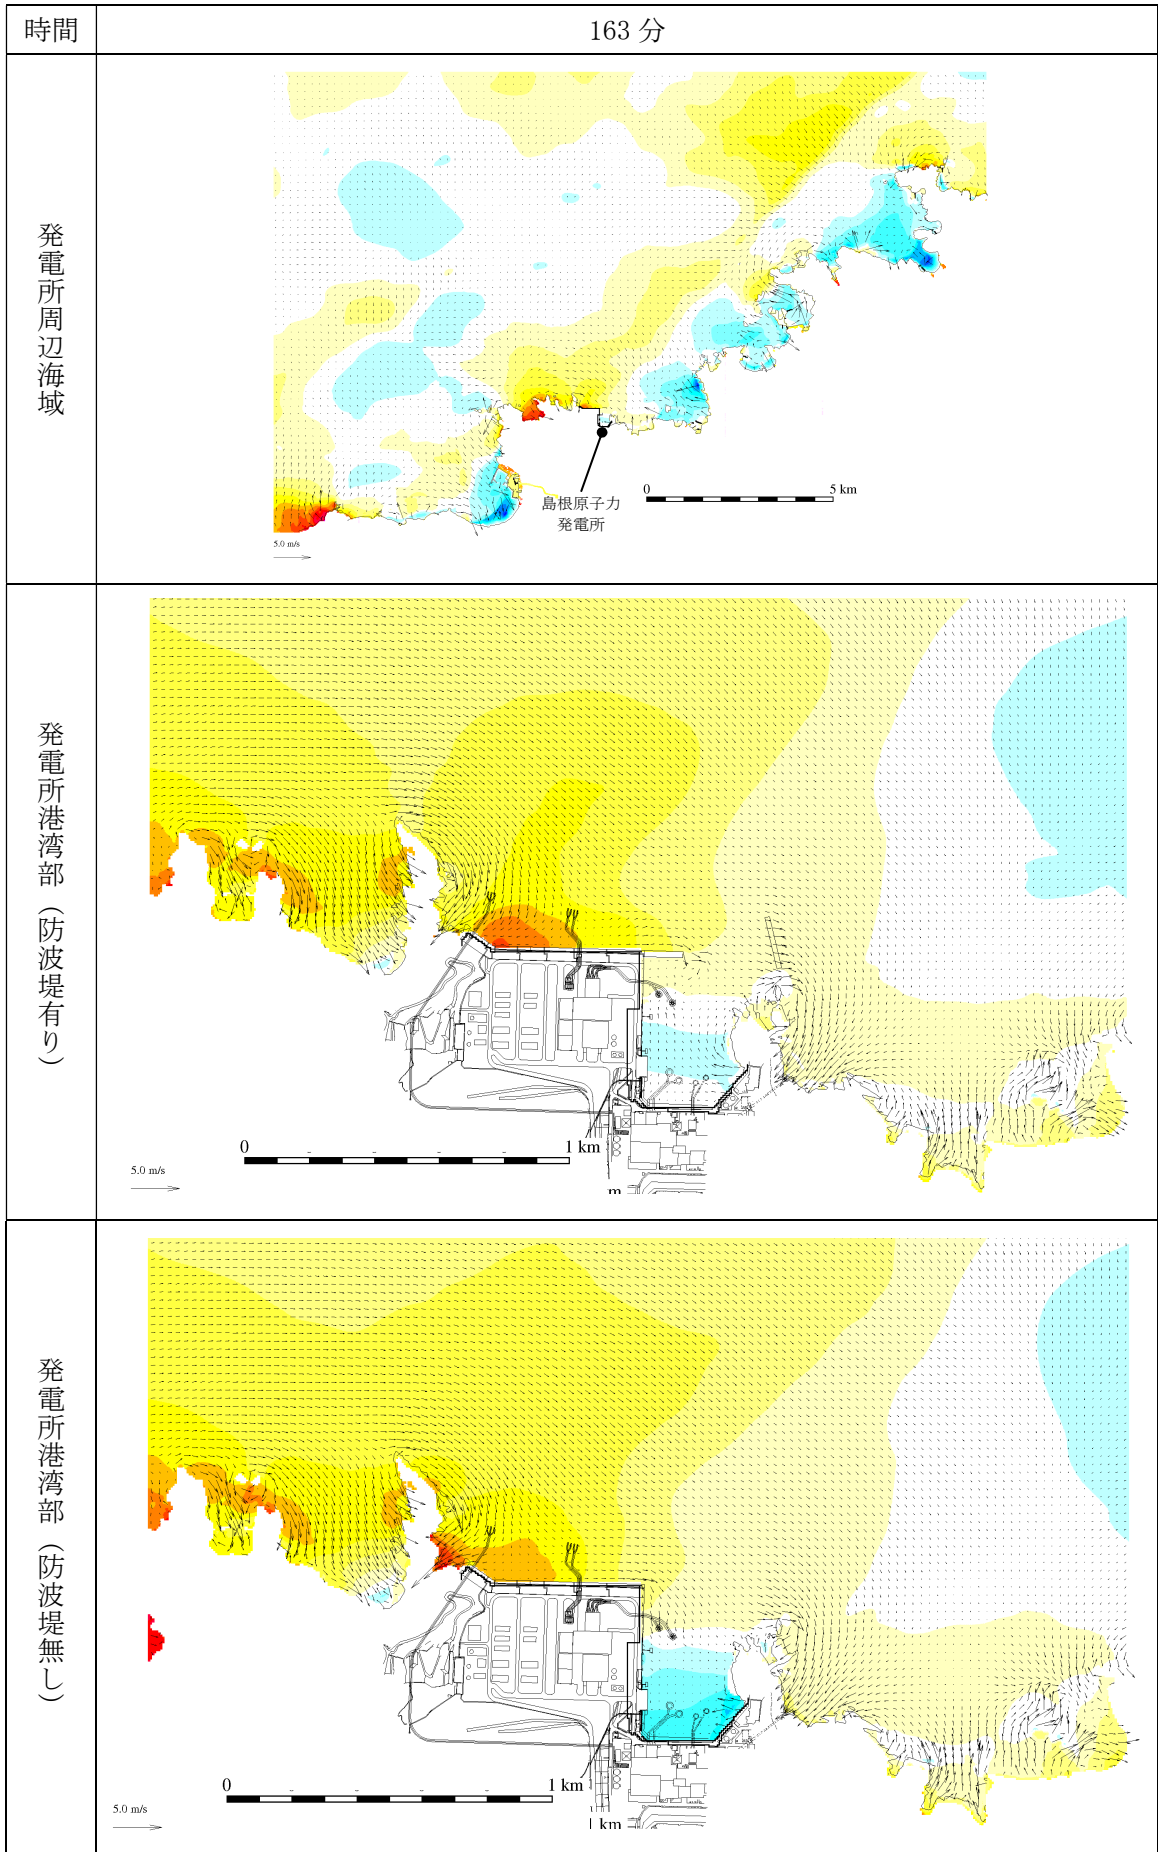 時間
163 分
発電所周辺海域
島根原子力
発電所
0
5 km
5.0 m/s
発電所港湾部（防波堤有り）
0
1 km
5.0 m/s
m
発電所港湾部（防波堤無し）
0
1 km
5.0 m/s
km